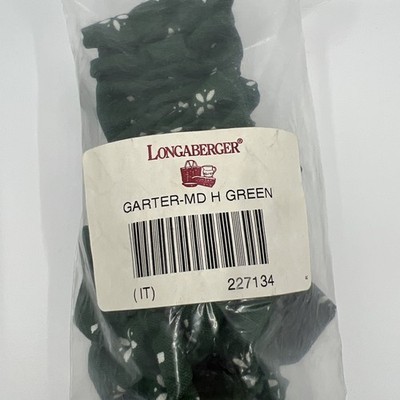 LONGABERGER®
GARTER-MD H GREEN
(IT) 227134